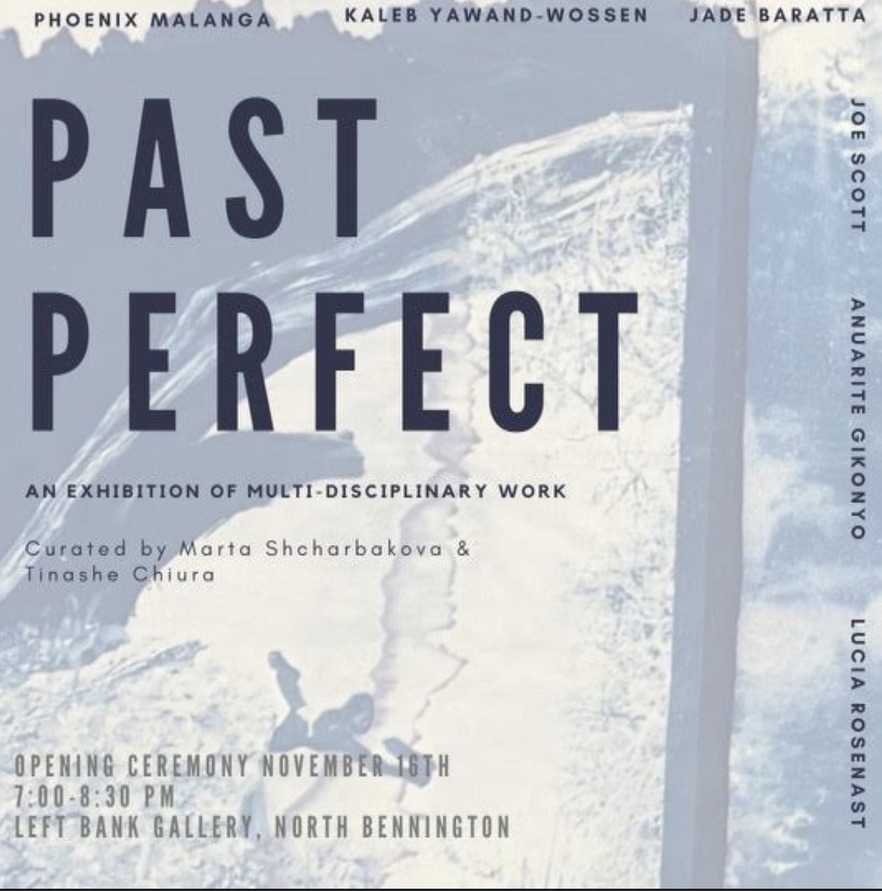 PHOENIX MALANGA
KALEB YAWAND-WOSSEN
JADE BARATTA
PAST
PERFECT
AN EXHIBITION OF MULTI-DISCIPLINARY WORK
Curated by Marta Shcharbakova &
Tinashe Chiura
OPENING CEREMONY NOVEMBER 16TH
7:00-8:30 PM
LEFT BANK GALLERY, NORTH BENNINGTON
JOE SCOTT
ANUARITE GIKONYO
LUCIA ROSENAST